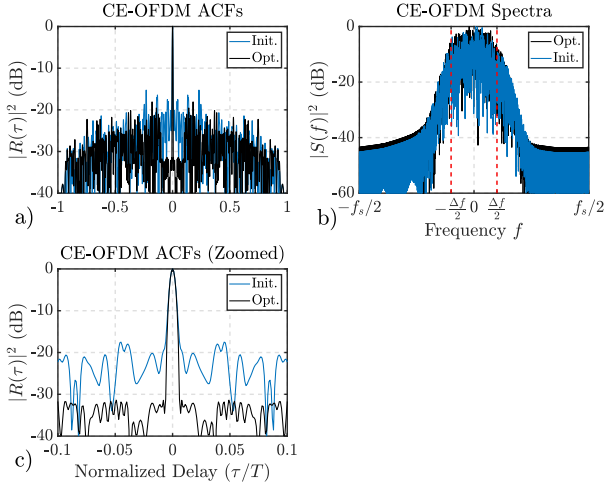 CE-OFDM ACFs
|R(τ)|² (dB)
0
-10
-20
-30
-40
-1
-0.5
0
0.5
1
Init.
Opt.
a)
CE-OFDM Spectra
|S(f)|² (dB)
0
-20
-40
-60
−f_s/2
−Δf/2
0
Δf/2
f_s/2
Frequency f
Opt.
Init.
b)
CE-OFDM ACFs (Zoomed)
|R(τ)|² (dB)
0
-10
-20
-30
-40
-0.1
-0.05
0
0.05
0.1
Normalized Delay (τ/T)
Init.
Opt.
c)